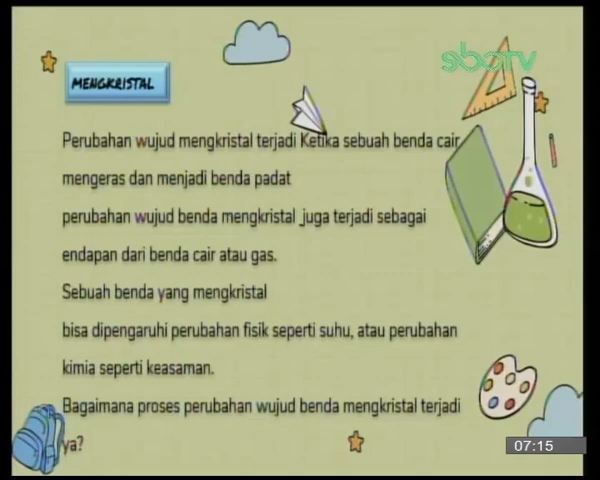 sbctv
MENGKRISTAL
Perubahan wujud mengkristal terjadi Ketika sebuah benda cair
mengeras dan menjadi benda padat
perubahan wujud benda mengkristal juga terjadi sebagai
endapan dari benda cair atau gas.
Sebuah benda yang mengkristal
bisa dipengaruhi perubahan fisik seperti suhu, atau perubahan
kimia seperti keasaman.
Bagaimana proses perubahan wujud benda mengkristal terjadi
ya?
07:15